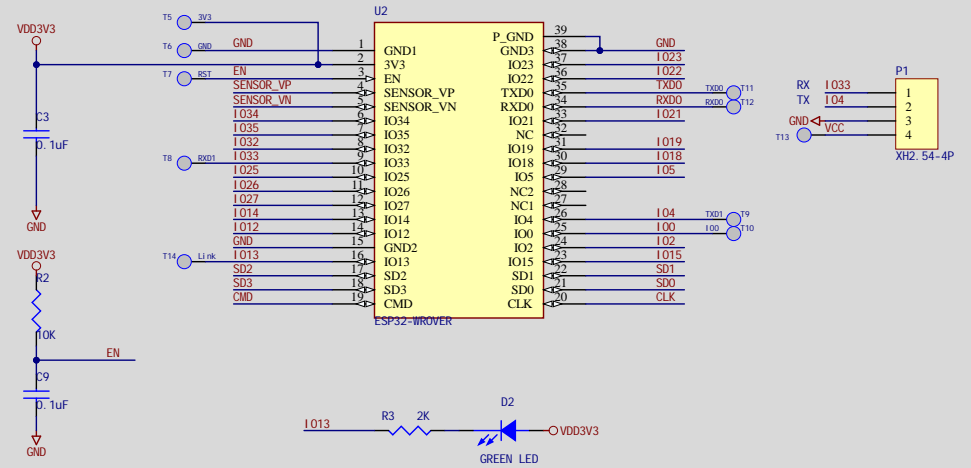 U2
T5 3V3
VDD3V3
T6 GND GND 1 GND1
2 3V3
T7 RST EN 3 EN
SENSOR_VP 4 SENSOR_VP
SENSOR_VN 5 SENSOR_VN
IO34 6 IO34
IO35 7 IO35
IO32 8 IO32
T8 RXD1 IO33 9 IO33
IO25 10 IO25
IO26 11 IO26
IO27 12 IO27
IO14 13 IO14
IO12 14 IO12
GND 15 GND2
T14 Link IO13 16 IO13
SD2 17 SD2
SD3 18 SD3
CMD 19 CMD
P_GND 39
GND3 38 GND
IO23 37 IO23
IO22 36 IO22
TXD0 35 TXD0 TXD0 T11
RXD0 34 RXD0 RXD0 T12
IO21 33 IO21
NC 32
IO19 31 IO19
IO18 30 IO18
IO5 29 IO5
NC2 28
NC1 27
IO4 26 IO4 TXD1 T9
IO0 25 IO0 IO0 T10
IO2 24 IO2
IO15 23 IO15
SD1 22 SD1
SD0 21 SD0
CLK 20 CLK
ESP32-WROVER
P1
RX IO33 1
TX IO4 2
GND 3
T13 VCC 4
XH2.54-4P
C3
0.1uF
GND
VDD3V3
R2
10K
EN
C9
0.1uF
GND
IO13 R3 2K D2 VDD3V3
GREEN LED